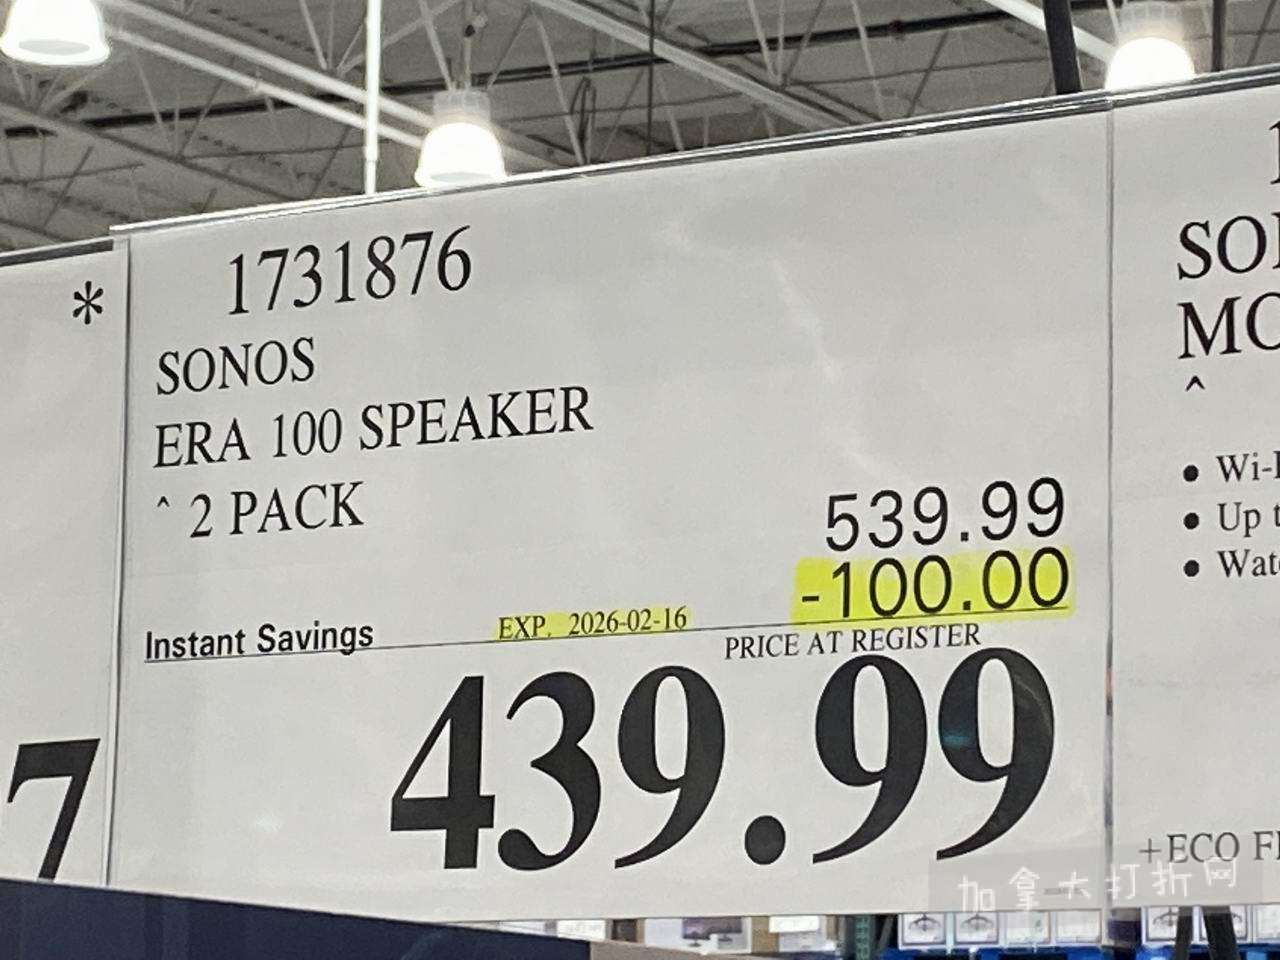 *
7
1731876
SONOS
ERA 100 SPEAKER
^ 2 PACK
539.99
-100.00
Instant Savings EXP. 2026-02-16
PRICE AT REGISTER
439.99
MO
^
• Wi-
• Up t
• Wat
+ECO F
加拿大打折网